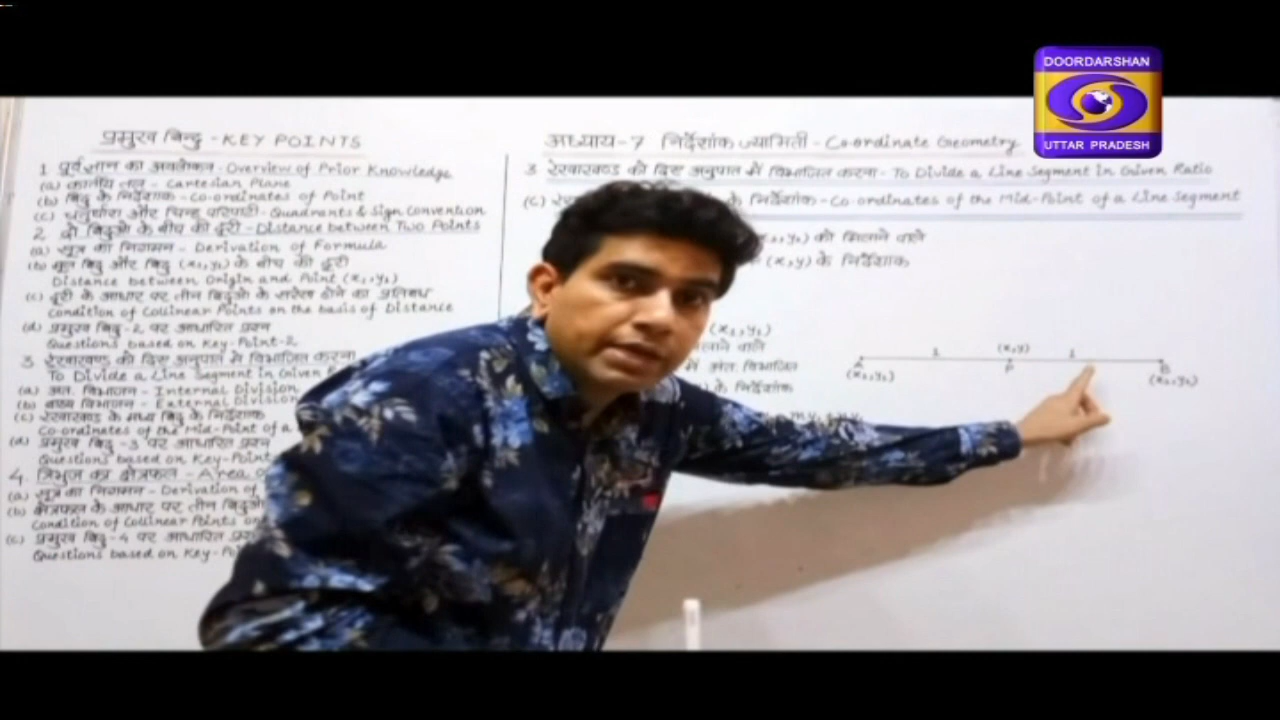 DOORDARSHAN
UTTAR PRADESH
प्रमुख बिन्दु - KEY POINTS
1 पूर्वज्ञान का अवलोकन - Overview of Prior Knowledge
(a) कार्तीय तल - Cartesian Plane
(b) बिंदु के निर्देशांक - Co-ordinates of Point
(c) चतुर्थांश और चिन्ह परिपाटी - Quadrants & Sign Convention
2. दो बिंदुओं के बीच की दूरी - Distance between Two Points
(a) सूत्र का निगमन - Derivation of Formula
(b) मूल बिंदु और बिंदु (x₁,y₁) के बीच की दूरी
Distance between Origin and Point (x₁,y₁)
(c) दूरी के आधार पर तीन बिंदुओं के सरेख होने का प्रतिबंध
Condition of Collinear Points on the basis of Distance
(d) प्रमुख बिंदु-2 पर आधारित प्रश्न
Questions based on Key-Point-2
3 रेखाखण्ड को दिए अनुपात में विभाजित करना
To Divide a Line Segment in Given
(a) अंतः विभाजन - Internal Division
(b) बाह्य विभाजन - External Division
(c) रेखाखण्ड के मध्य बिंदु के निर्देशांक
Co-ordinates of the Mid-Point of a
(d) प्रमुख बिंदु-3 पर आधारित प्रश्न
Questions based on Key-Point
4. त्रिभुज का क्षेत्रफल - Area
(a) सूत्र का निगमन - Derivation of
(b) क्षेत्रफल के आधार पर तीन बिंदुओं
Condition of Collinear Points on
(c) प्रमुख बिंदु-4 पर आधारित प्रश्न
Questions based on Key-
अध्याय-7 निर्देशांक ज्यामिती - Co-ordinate Geometry
3 रेखाखण्ड को दिए अनुपात में विभाजित करना - To Divide a Line Segment in Given Ratio
(c) के निर्देशांक - Co-ordinates of the Mid-Point of a Line Segment
को मिलाने वाले
(x,y) के निर्देशांक
वाले
में अंतः विभाजित
के निर्देशांक
1 (x,y) 1
A P B
(x₁,y₁) (x₂,y₂)